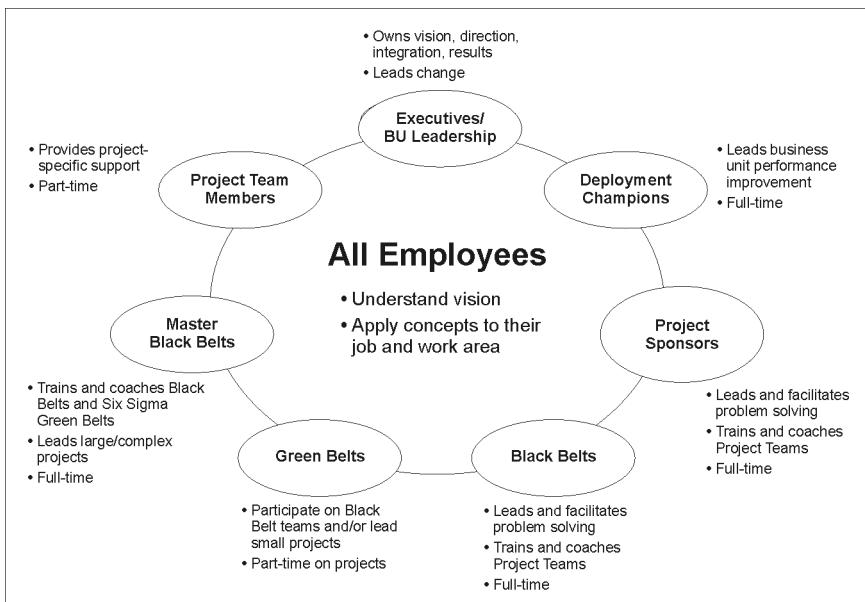 • Owns vision, direction,
integration, results
• Leads change
Executives/
BU Leadership
• Provides project-
specific support
• Part-time
Project Team
Members
Deployment
Champions
• Leads business
unit performance
improvement
• Full-time
All Employees
• Understand vision
• Apply concepts to their
job and work area
Master
Black Belts
• Trains and coaches Black
Belts and Six Sigma
Green Belts
• Leads large/complex
projects
• Full-time
Project
Sponsors
• Leads and facilitates
problem solving
• Trains and coaches
Project Teams
• Full-time
Green Belts
• Participate on Black
Belt teams and/or lead
small projects
• Part-time on projects
Black Belts
• Leads and facilitates
problem solving
• Trains and coaches
Project Teams
• Full-time